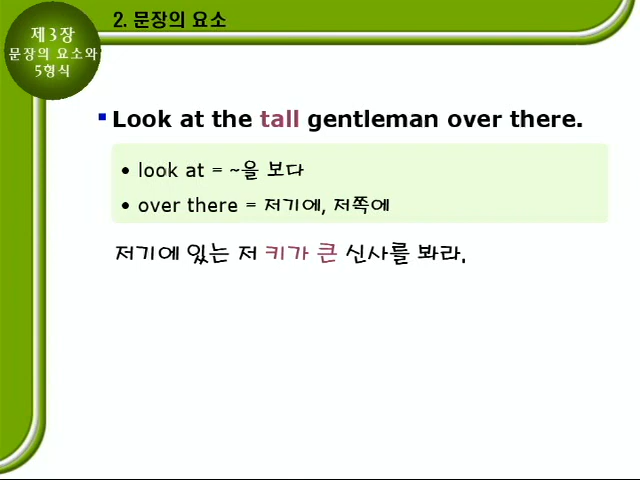 제3장
문장의 요소와
5형식
2. 문장의 요소
Look at the tall gentleman over there.
• look at = ~을 보다
• over there = 저기에, 저쪽에
저기에 있는 저 키가 큰 신사를 봐라.